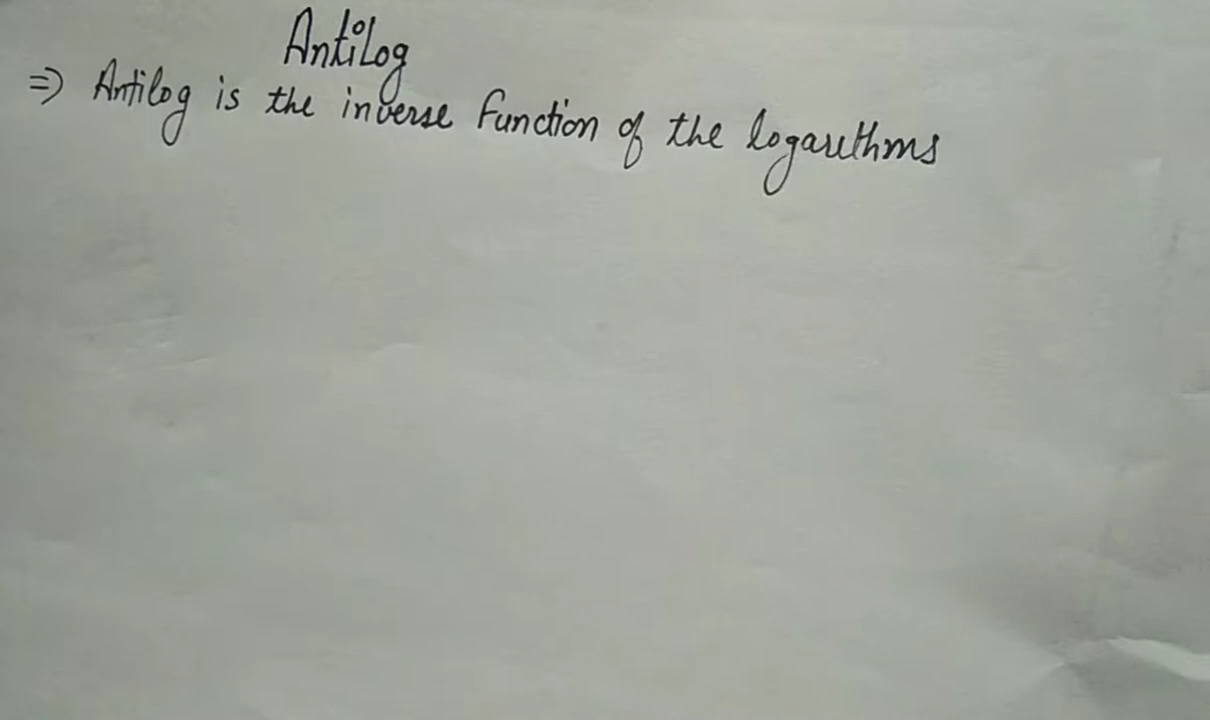 AntiLog
⇒ Antilog is the inverse function of the logarithms